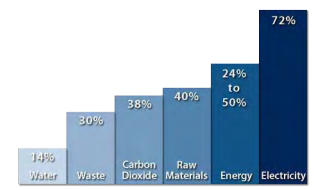 14%
Water
30%
Waste
38%
Carbon
Dioxide
40%
Raw
Materials
24%
to
50%
Energy
72%
Electricity